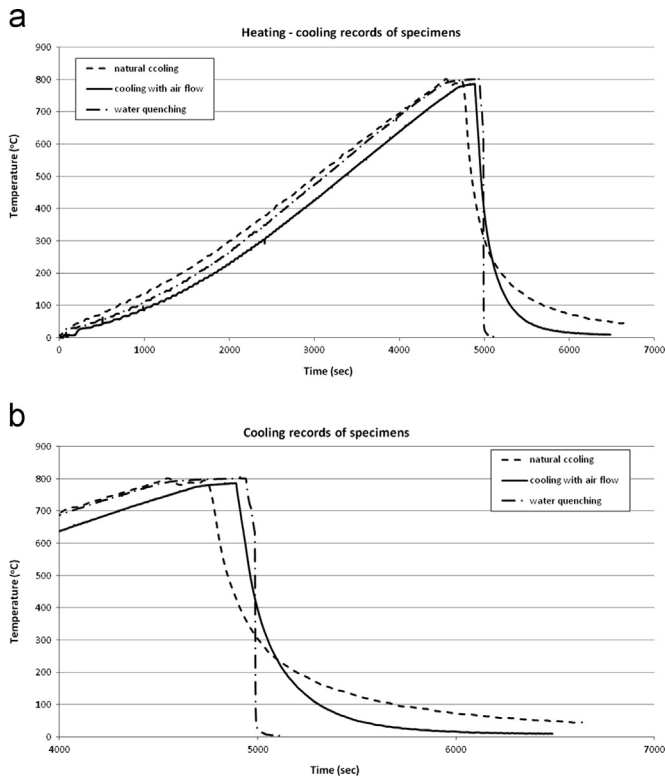 a
Heating - cooling records of specimens
900
800
700
600
500
400
300
200
100
0
Temperature (°C)
natural ccoling
cooling with air flow
water quenching
0 1000 2000 3000 4000 5000 6000 7000
Time (sec)
b
Cooling records of specimens
900
800
700
600
500
400
300
200
100
0
Temperature (°C)
natural ccoling
cooling with air flow
water quenching
4000 5000 6000 7000
Time (sec)